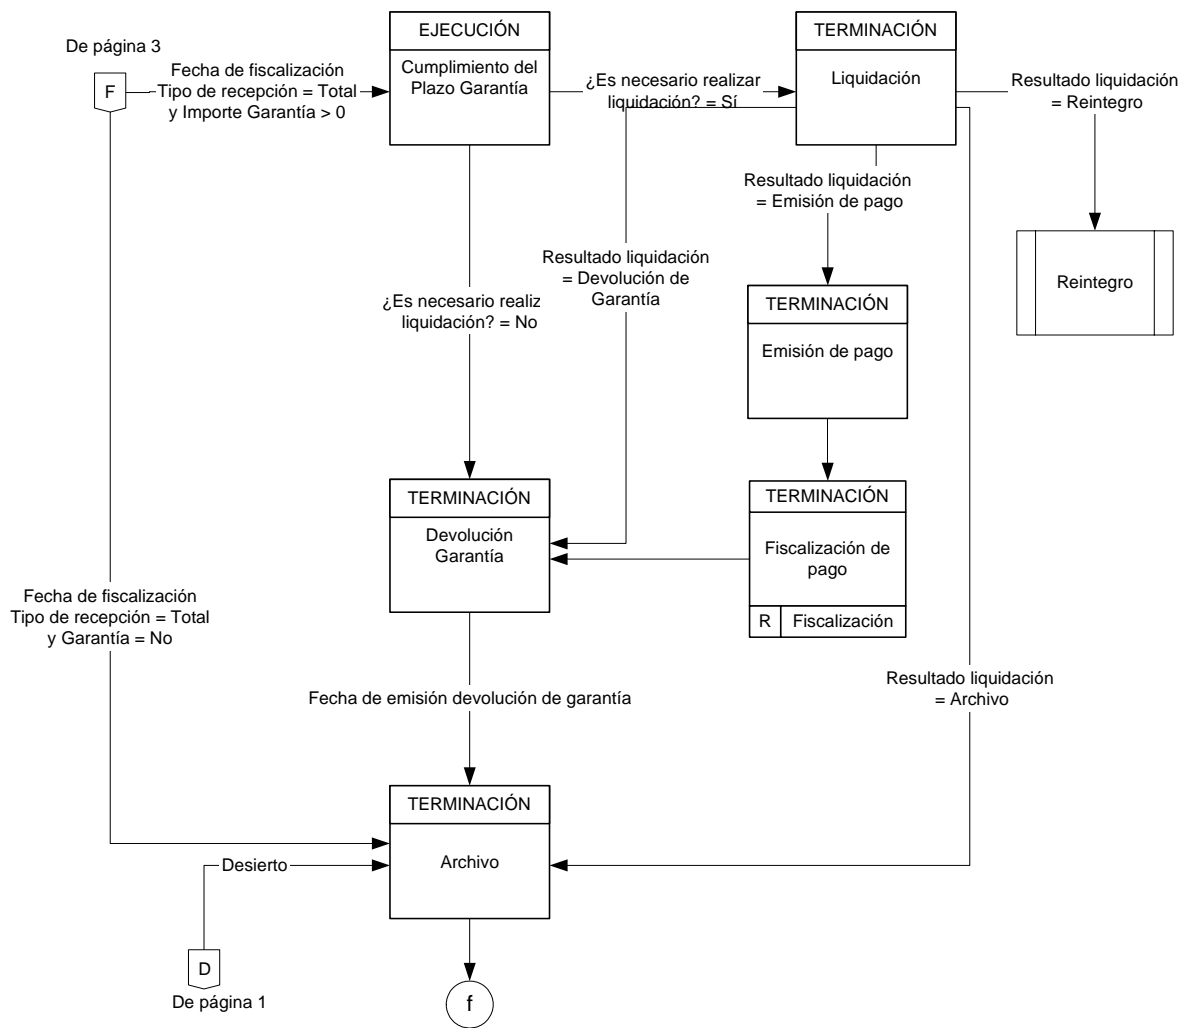 De página 3
F
Fecha de fiscalización
Tipo de recepción = Total
y Importe Garantía > 0
EJECUCIÓN
Cumplimiento del
Plazo Garantía
¿Es necesario realizar
liquidación? = Sí
TERMINACIÓN
Liquidación
Resultado liquidación
= Reintegro
Resultado liquidación
= Emisión de pago
Reintegro
Resultado liquidación
= Devolución de
Garantía
¿Es necesario realiz
liquidación? = No
TERMINACIÓN
Emisión de pago
TERMINACIÓN
Devolución
Garantía
TERMINACIÓN
Fiscalización de
pago
R Fiscalización
Fecha de fiscalización
Tipo de recepción = Total
y Garantía = No
Fecha de emisión devolución de garantía
Resultado liquidación
= Archivo
TERMINACIÓN
Archivo
Desierto
D
De página 1
f